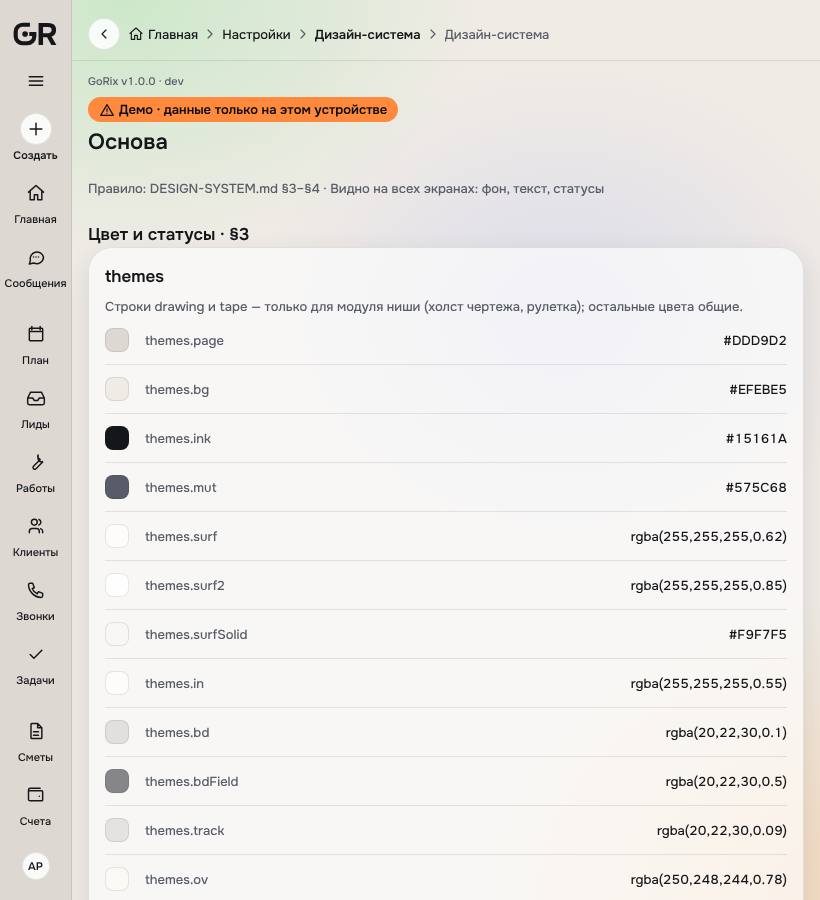 GR
Создать
Главная
Сообщения
План
Лиды
Работы
Клиенты
Звонки
Задачи
Сметы
Счета
AP
Главная > Настройки > Дизайн-система > Дизайн-система
GoRix v1.0.0 · dev
Демо · данные только на этом устройстве
Основа
Правило: DESIGN-SYSTEM.md §3–§4 · Видно на всех экранах: фон, текст, статусы
Цвет и статусы · §3
themes
Строки drawing и tape — только для модуля ниши (холст чертежа, рулетка); остальные цвета общие.
themes.page #DDD9D2
themes.bg #EFEBE5
themes.ink #15161A
themes.mut #575C68
themes.surf rgba(255,255,255,0.62)
themes.surf2 rgba(255,255,255,0.85)
themes.surfSolid #F9F7F5
themes.in rgba(255,255,255,0.55)
themes.bd rgba(20,22,30,0.1)
themes.bdField rgba(20,22,30,0.5)
themes.track rgba(20,22,30,0.09)
themes.ov rgba(250,248,244,0.78)